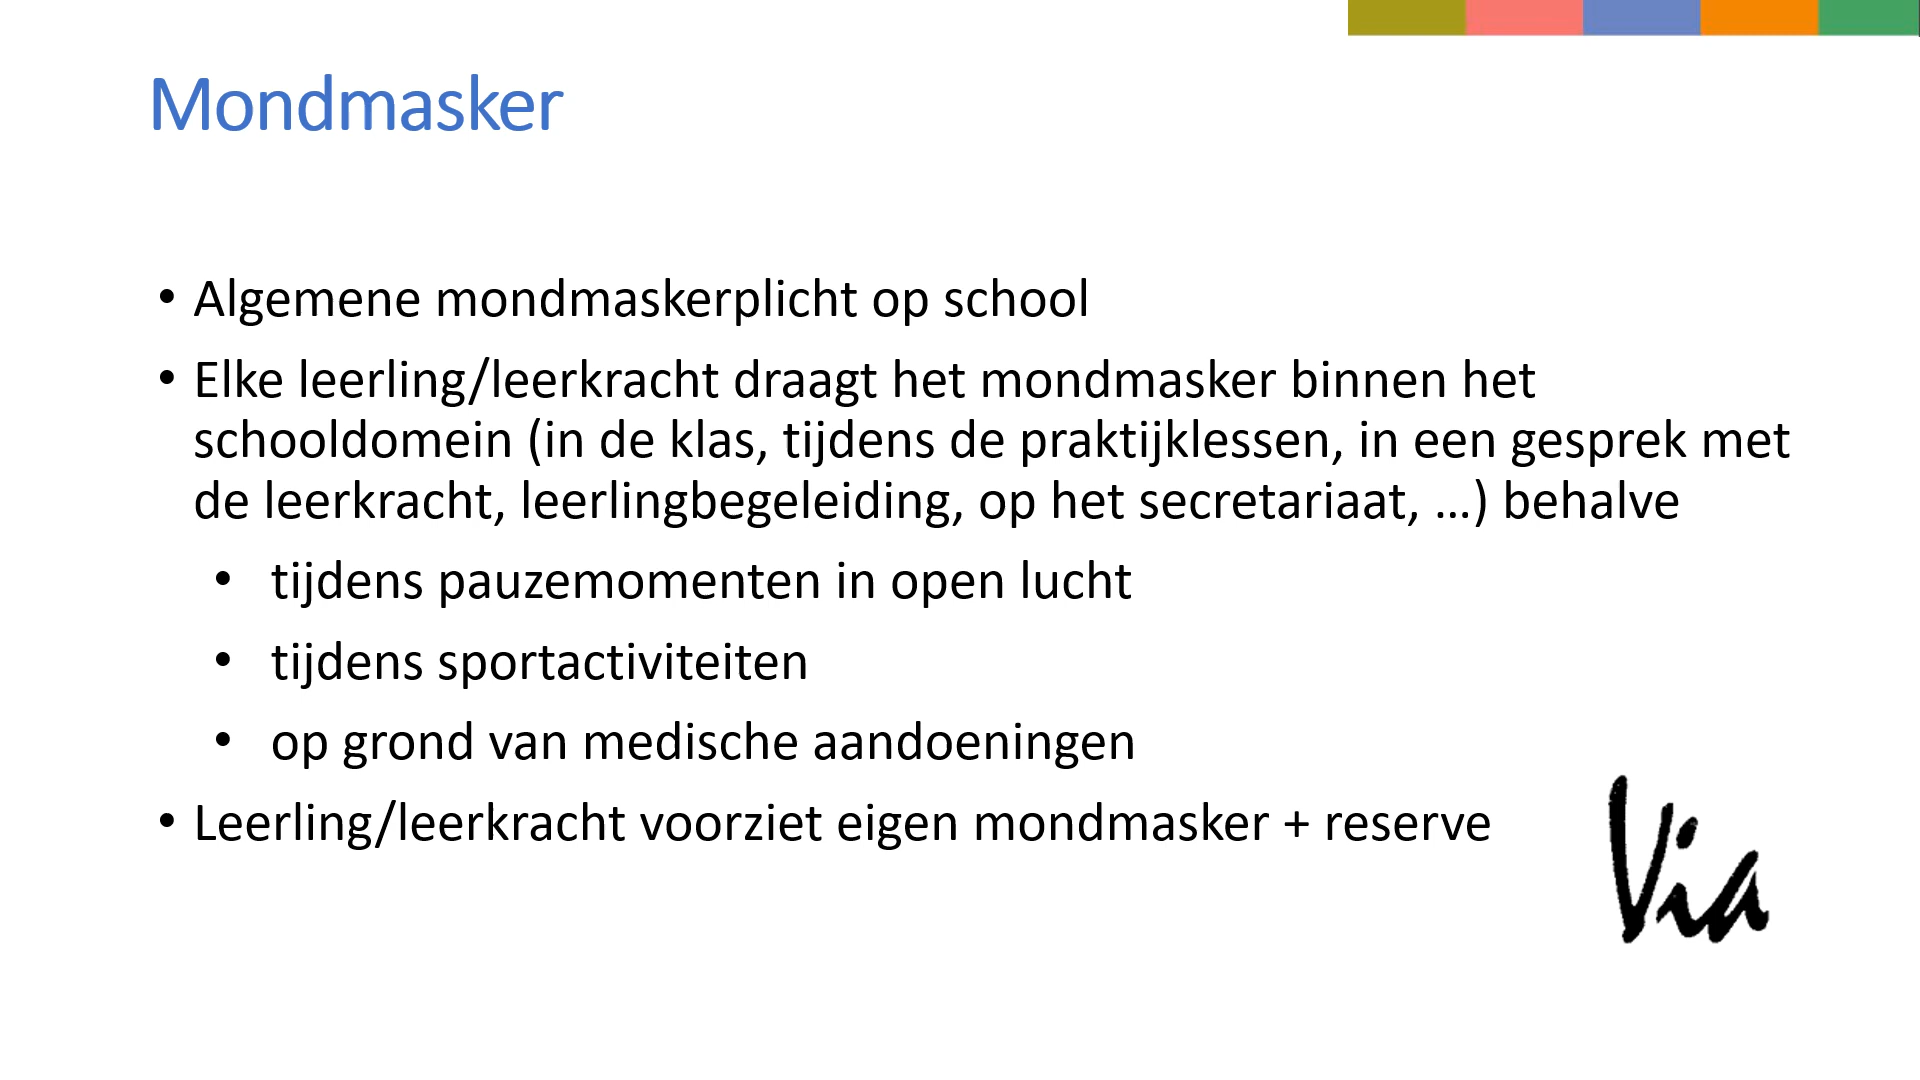 Mondmasker
• Algemene mondmaskerplicht op school
• Elke leerling/leerkracht draagt het mondmasker binnen het
schooldomein (in de klas, tijdens de praktijklessen, in een gesprek met
de leerkracht, leerlingbegeleiding, op het secretariaat, …) behalve
• tijdens pauzemomenten in open lucht
• tijdens sportactiviteiten
• op grond van medische aandoeningen
• Leerling/leerkracht voorziet eigen mondmasker + reserve
Via